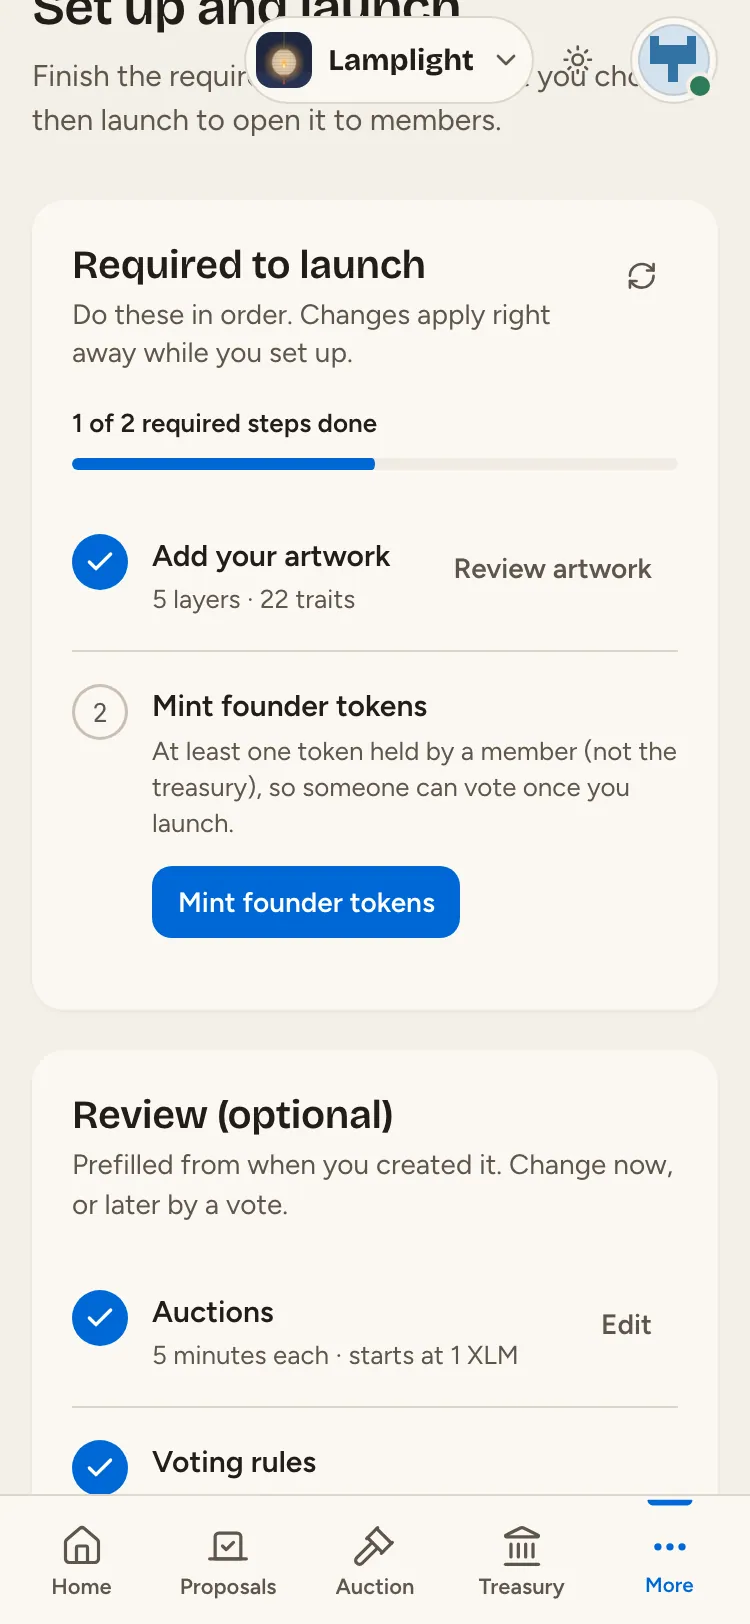 Set up and launch
Lamplight
Finish the you
then launch to open it to members.
Required to launch
Do these in order. Changes apply right
away while you set up.
1 of 2 required steps done
Add your artwork
Review artwork
5 layers · 22 traits
2
Mint founder tokens
At least one token held by a member (not the
treasury), so someone can vote once you
launch.
Mint founder tokens
Review (optional)
Prefilled from when you created it. Change now,
or later by a vote.
Auctions
Edit
5 minutes each · starts at 1 XLM
Voting rules
Home
Proposals
Auction
Treasury
More